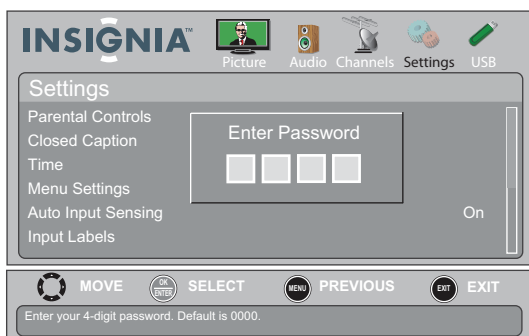 INSIGNIA™
Picture Audio Channels Settings USB
Settings
Parental Controls
Closed Caption
Time
Menu Settings
Auto Input Sensing On
Input Labels
Enter Password
MOVE OK ENTER SELECT MENU PREVIOUS EXIT EXIT
Enter your 4-digit password. Default is 0000.